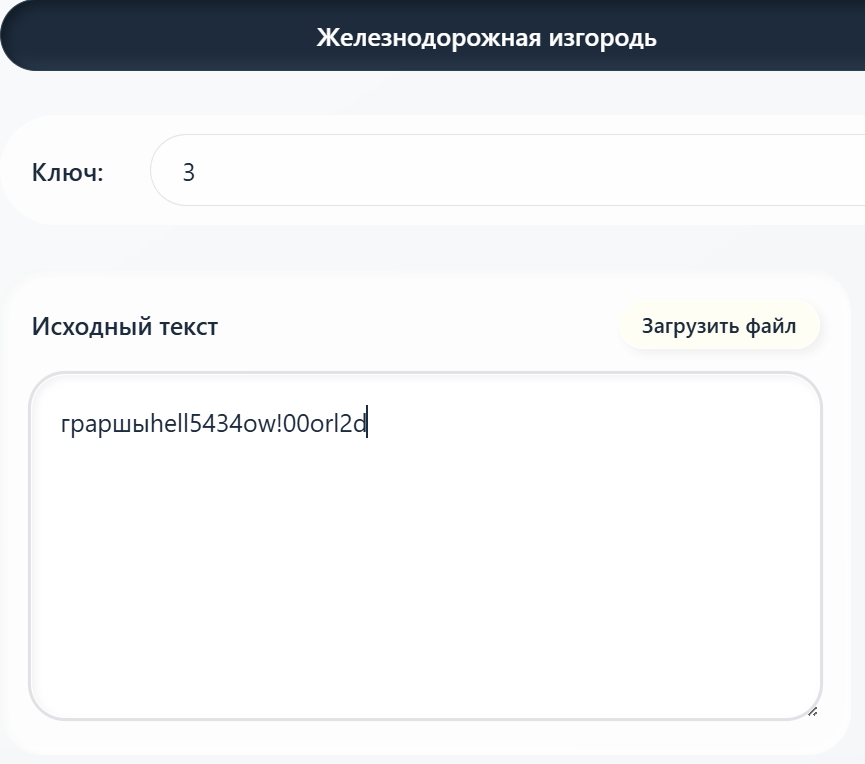 Железнодорожная изгородь
Ключ:
3
Исходный текст
Загрузить файл
граршыhell5434ow!00orl2d